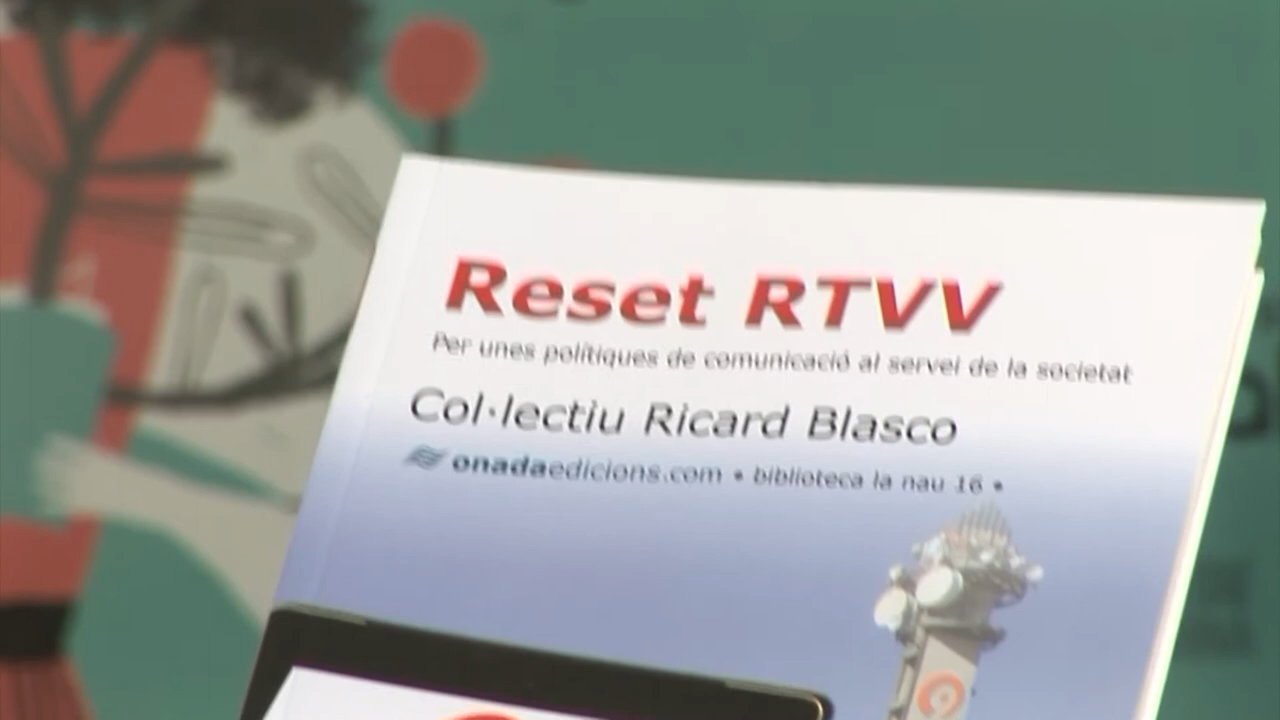 Reset RTVV
Per unes polítiques de comunicació al servei de la societat
Col·lectiu Ricard Blasco
onadaedicions.com • biblioteca la nau 16 •